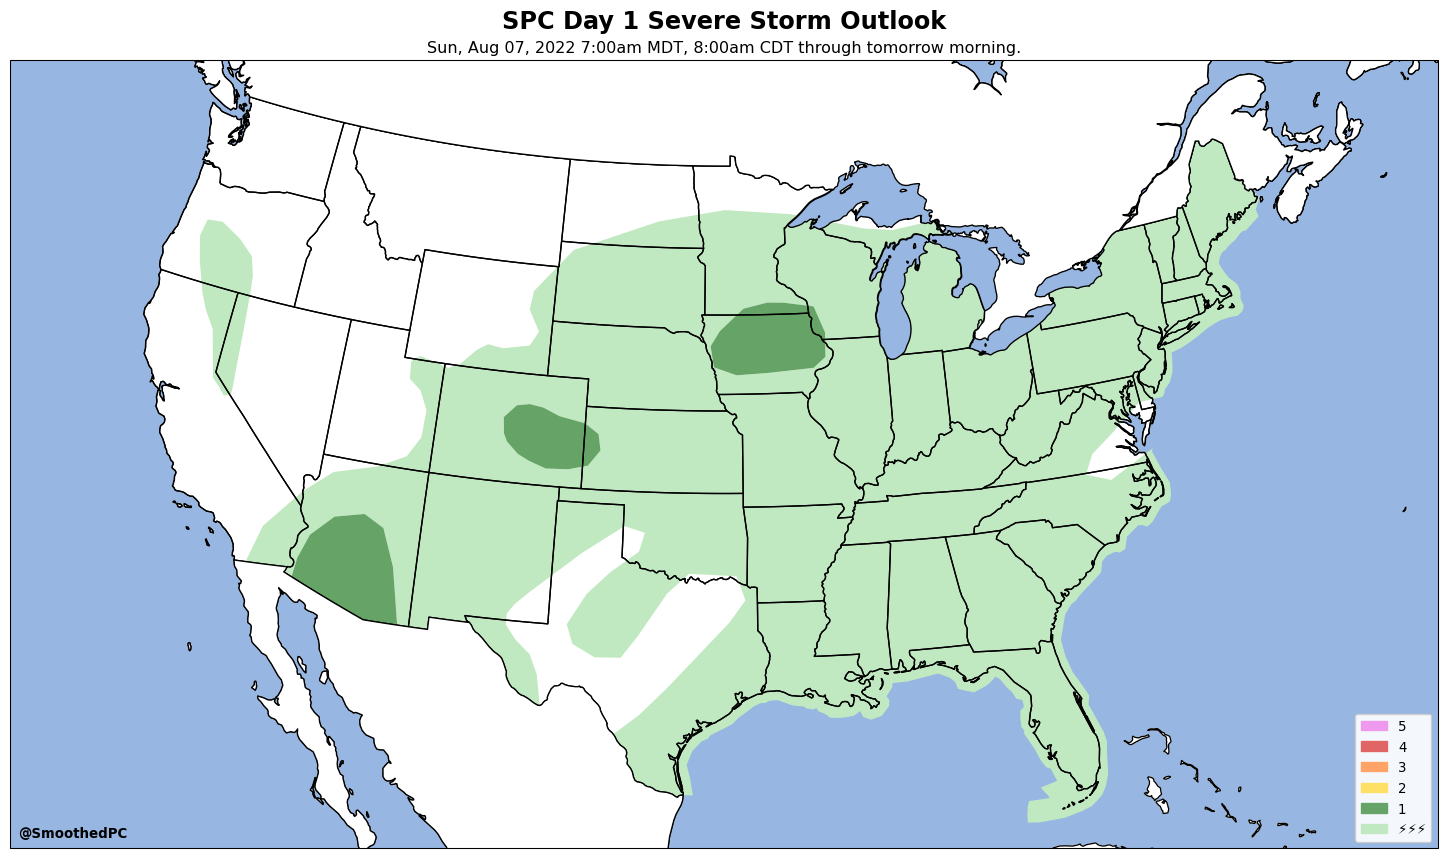 SPC Day 1 Severe Storm Outlook
Sun, Aug 07, 2022 7:00am MDT, 8:00am CDT through tomorrow morning.
5
4
3
2
1
⚡⚡⚡
@SmoothedPC